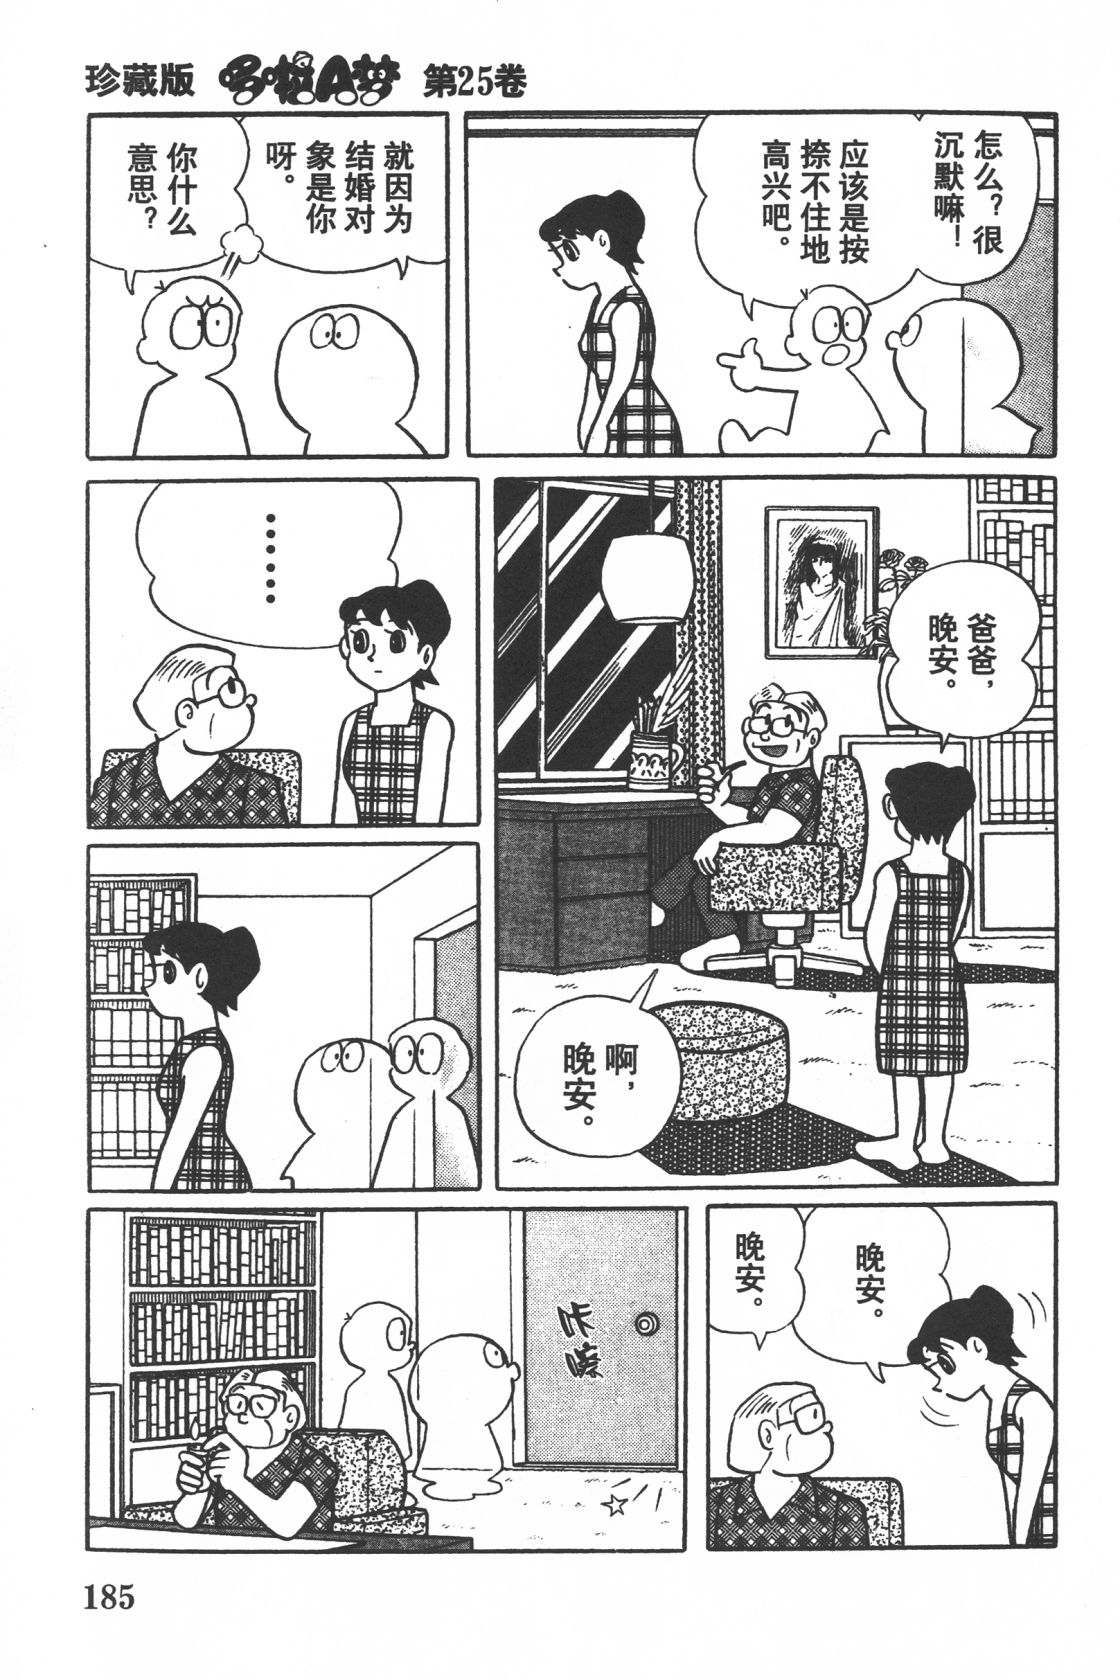 珍藏版 哆啦A梦 第25卷
怎么？很
沉默嘛！
应该是按
捺不住地
高兴吧。
就因为
结婚对
象是你
呀。
你什么
意思？
爸爸，
晚安。
啊，
晚安。
……
晚安。
晚安。
咔嗒
185